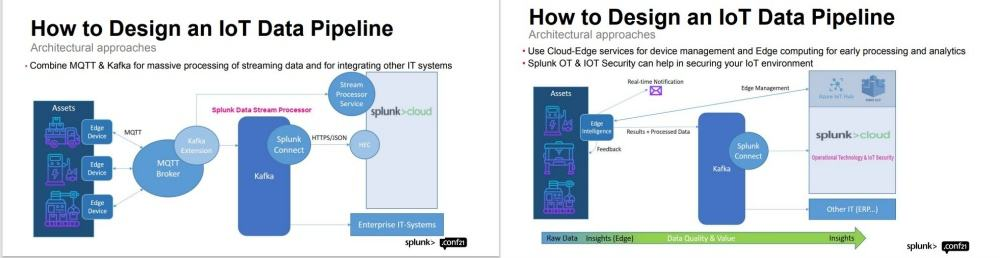 How to Design an IoT Data Pipeline
Architectural approaches
• Combine MQTT & Kafka for massive processing of streaming data and for integrating other IT systems
Assets
Edge
Device
Edge
Device
Edge
Device
MQTT
MQTT
Broker
Kafka
Extension
Splunk Data Stream Processor
Kafka
Splunk
Connect
HTTPS/JSON
HEC
Stream
Processor
Service
splunk>cloud
Enterprise IT-Systems
splunk> .conf21
How to Design an IoT Data Pipeline
Architectural approaches
• Use Cloud-Edge services for device management and Edge computing for early processing and analytics
• Splunk OT & IOT Security can help in securing your IoT environment
Assets
Real-time Notification
Edge Management
Edge
Intelligence
Results + Processed Data
Feedback
Kafka
Splunk
Connect
Azure IoT Hub
splunk>cloud
Operational Technology & IoT Security
Other IT (ERP...)
Raw Data
Insights (Edge)
Data Quality & Value
Insights
splunk> .conf21